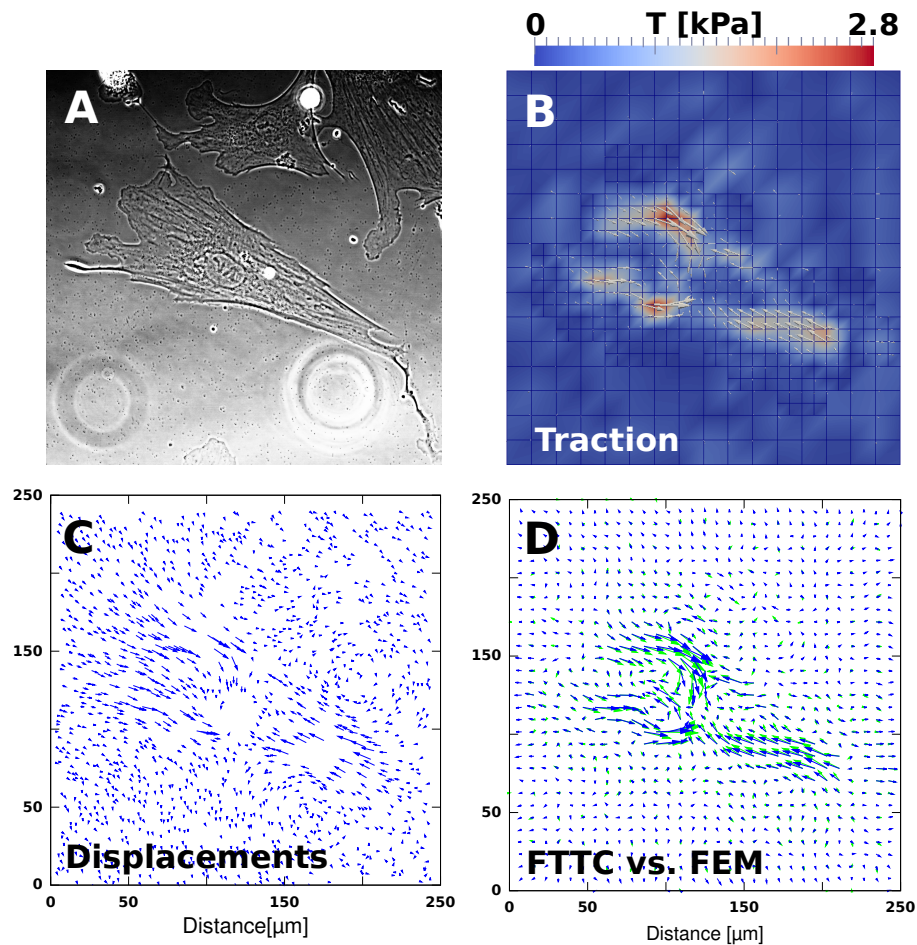 0 T [kPa] 2.8
A
B
Traction
250
150
50
0
C
Displacements
0 50 150 250
Distance[μm]
250
150
50
0
D
FTTC vs. FEM
0 50 150 250
Distance [μm]